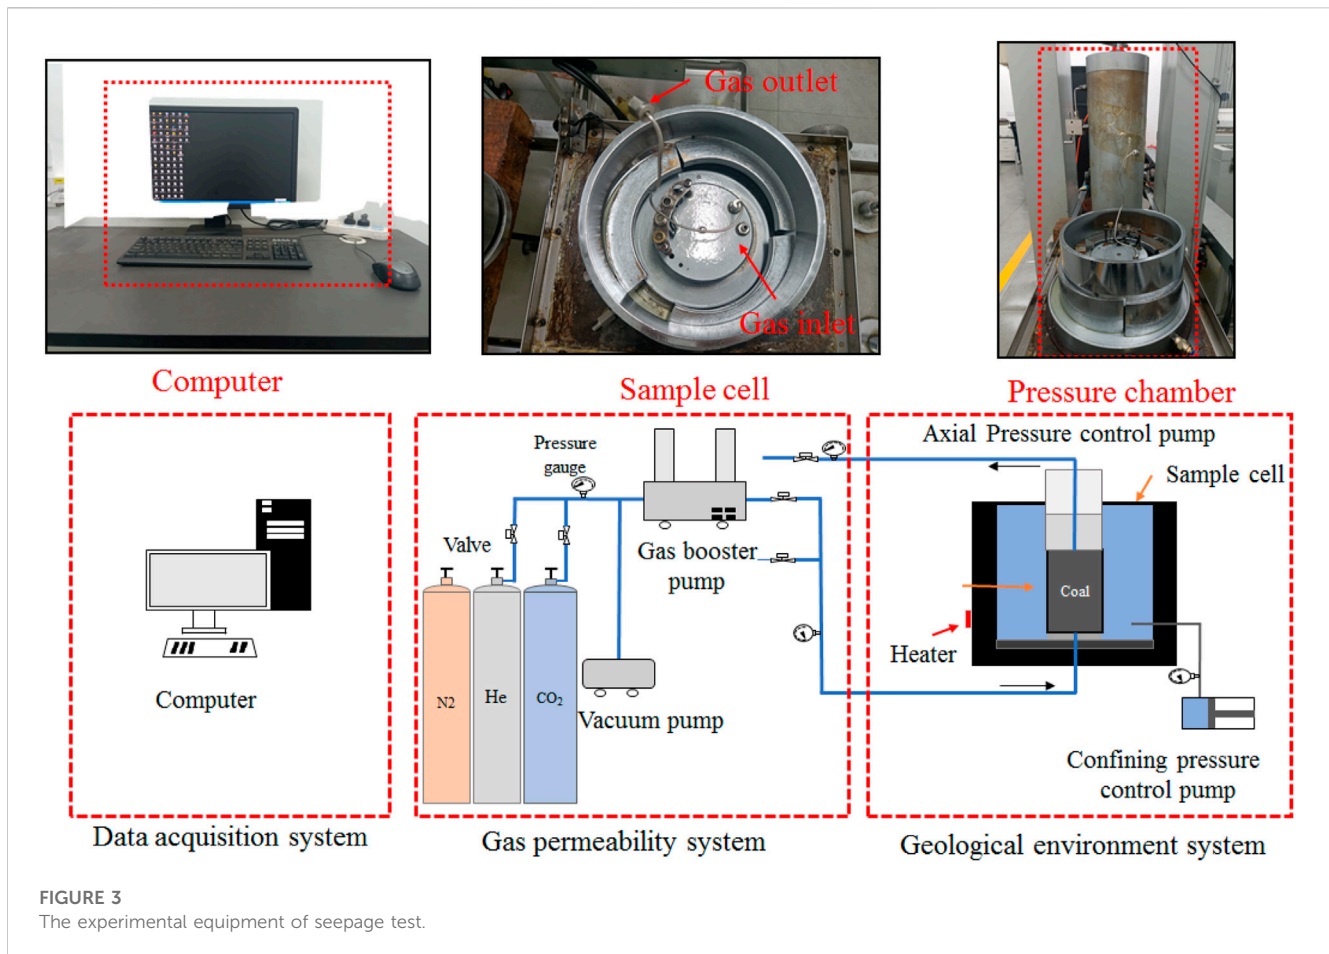 Gas outlet
Gas inlet
Computer
Sample cell
Pressure chamber
Pressure
gauge
Valve
Gas booster
pump
N2
He
CO₂
Vacuum pump
Computer
Axial Pressure control pump
Sample cell
Coal
Heater
Confining pressure
control pump
Data acquisition system
Gas permeability system
Geological environment system
FIGURE 3
The experimental equipment of seepage test.